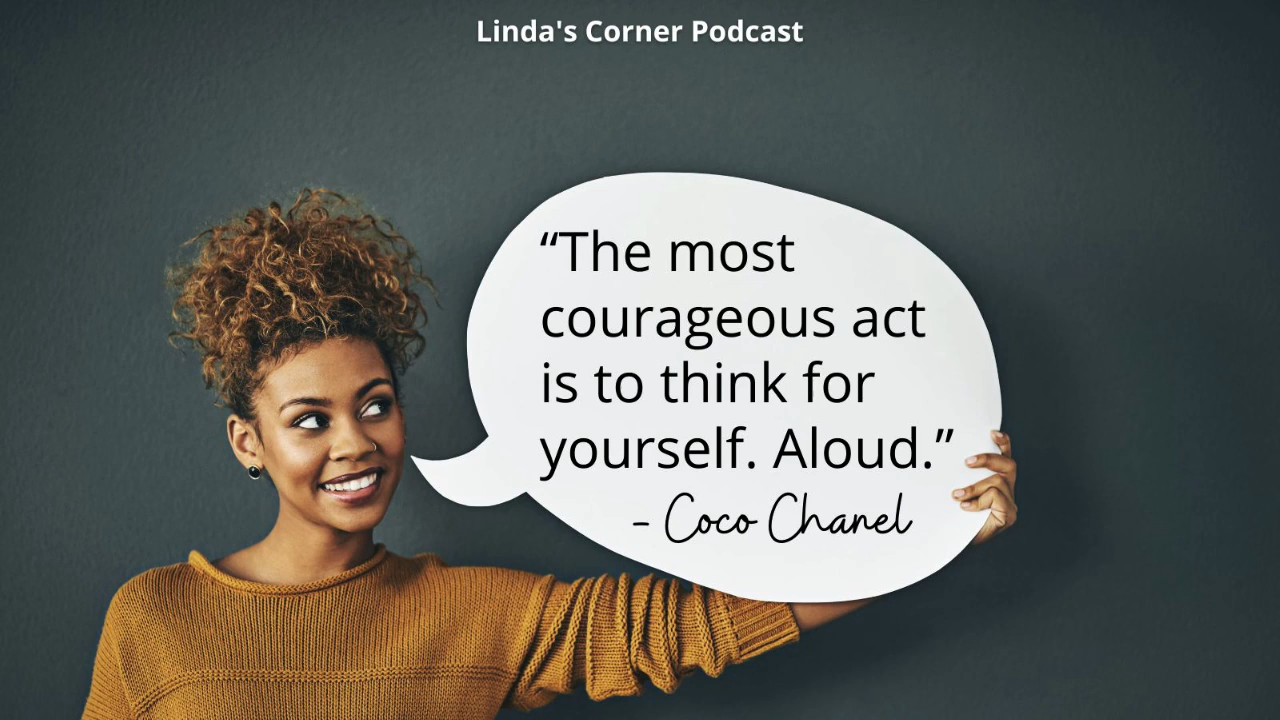 Linda's Corner Podcast
“The most
courageous act
is to think for
yourself. Aloud.”
- Coco Chanel